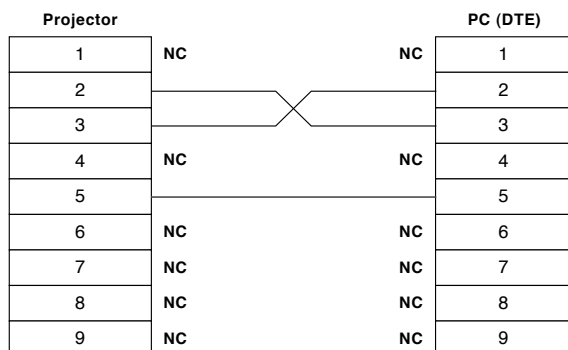 Projector PC (DTE)
1 NC NC 1
2 2
3 3
4 NC NC 4
5 5
6 NC NC 6
7 NC NC 7
8 NC NC 8
9 NC NC 9